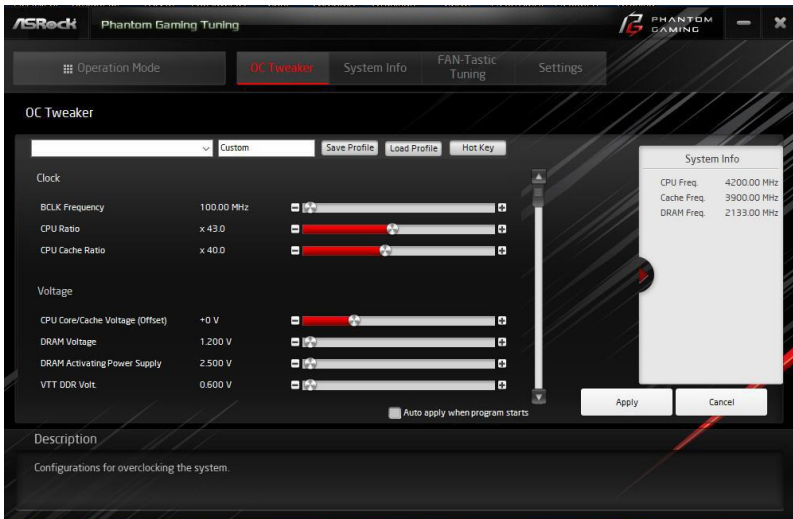 ASRock Phantom Gaming Tuning PHANTOM
GAMING
Operation Mode OC Tweaker System Info FAN-Tastic
Tuning Settings
OC Tweaker
Custom Save Profile Load Profile Hot Key
Clock
BCLK Frequency 100.00 MHz
CPU Ratio x 43.0
CPU Cache Ratio x 40.0
Voltage
CPU Core/Cache Voltage (Offset) +0 V
DRAM Voltage 1.200 V
DRAM Activating Power Supply 2.500 V
VTT DDR Volt. 0.600 V
Auto apply when program starts
System Info
CPU Freq. 4200.00 MHz
Cache Freq. 3900.00 MHz
DRAM Freq. 2133.00 MHz
Apply Cancel
Description
Configurations for overclocking the system.